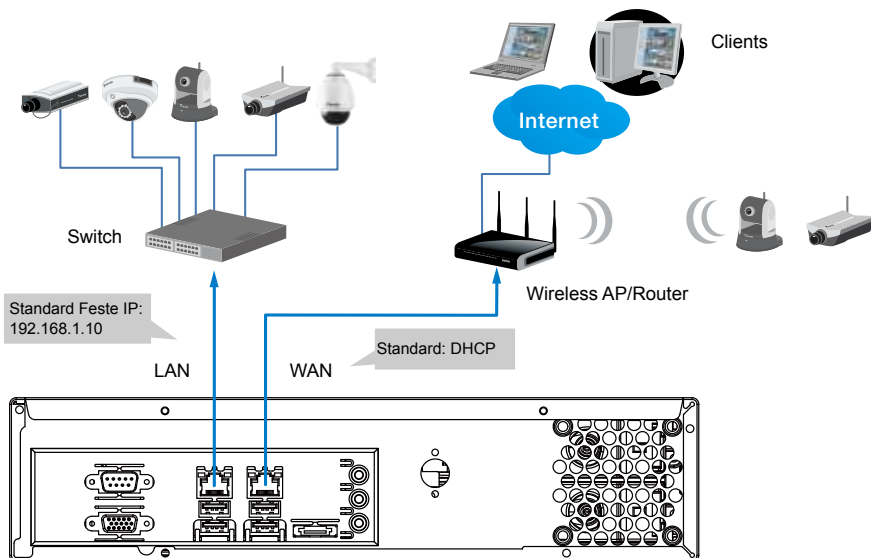 Clients
Internet
Switch
Wireless AP/Router
Standard Feste IP:
192.168.1.10
Standard: DHCP
LAN
WAN